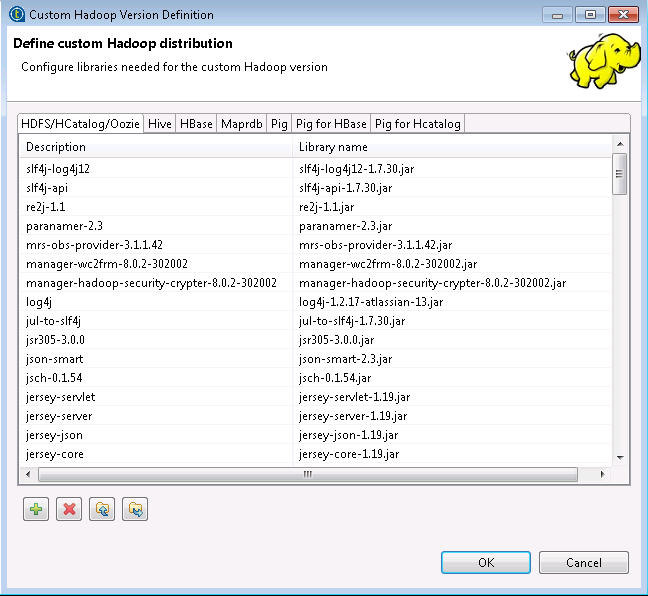 Custom Hadoop Version Definition
Define custom Hadoop distribution
Configure libraries needed for the custom Hadoop version
HDFS/HCatalog/Oozie Hive HBase Maprdb Pig Pig for HBase Pig for Hcatalog
Description Library name
slf4j-log4j12 slf4j-log4j12-1.7.30.jar
slf4j-api slf4j-api-1.7.30.jar
re2j-1.1 re2j-1.1.jar
paranamer-2.3 paranamer-2.3.jar
mrs-obs-provider-3.1.1.42 mrs-obs-provider-3.1.1.42.jar
manager-wc2frm-8.0.2-302002 manager-wc2frm-8.0.2-302002.jar
manager-hadoop-security-crypter-8.0.2-302002 manager-hadoop-security-crypter-8.0.2-302002.jar
log4j log4j-1.2.17-atlassian-13.jar
jul-to-slf4j jul-to-slf4j-1.7.30.jar
jsr305-3.0.0 jsr305-3.0.0.jar
json-smart json-smart-2.3.jar
jsch-0.1.54 jsch-0.1.54.jar
jersey-servlet jersey-servlet-1.19.jar
jersey-server jersey-server-1.19.jar
jersey-json jersey-json-1.19.jar
jersey-core jersey-core-1.19.jar
OK Cancel